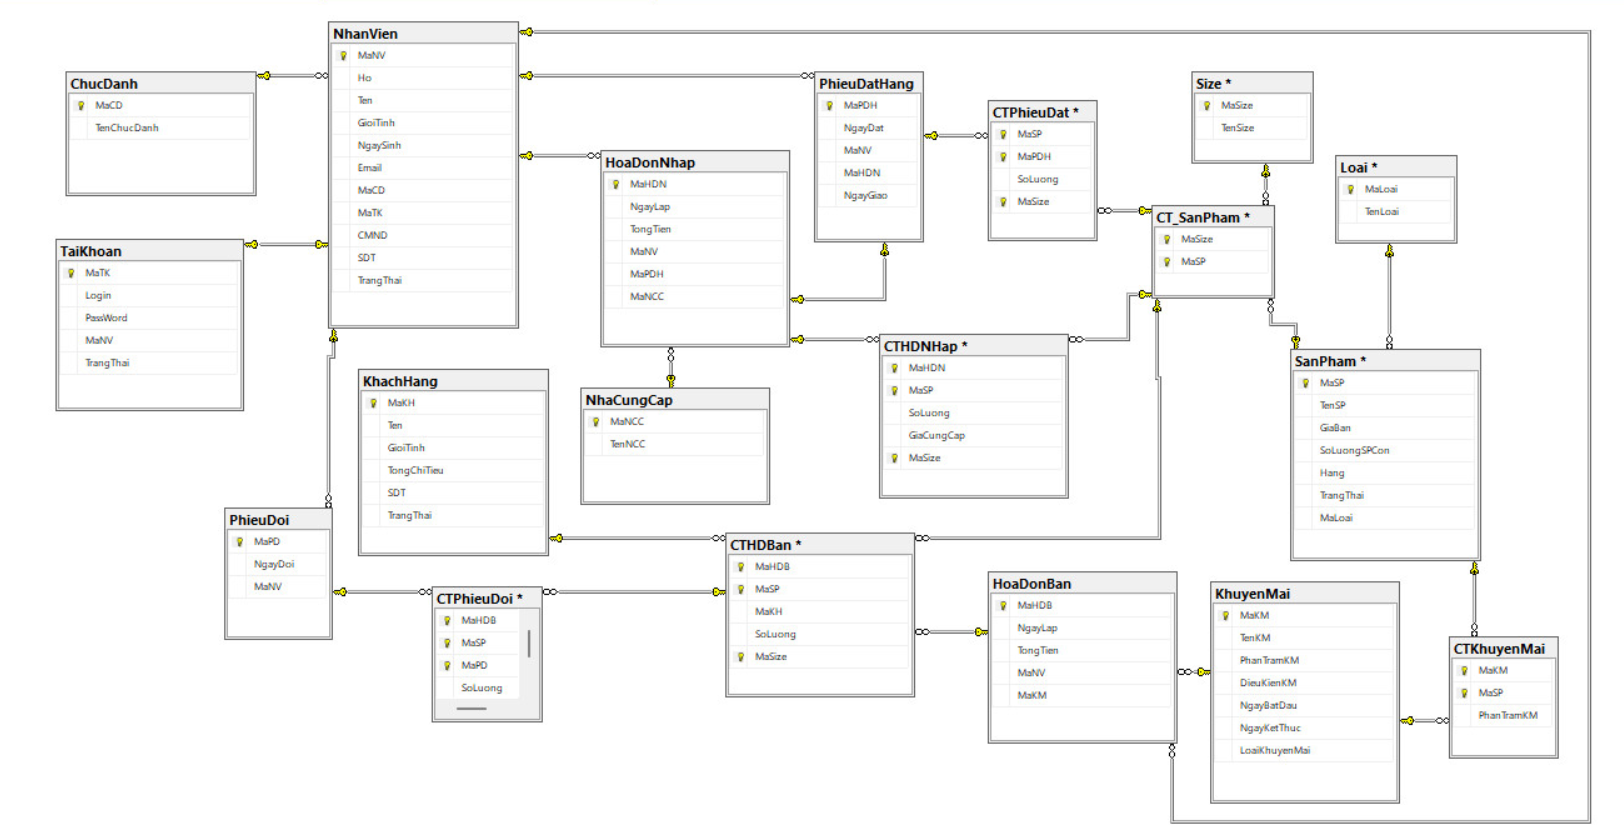 NhanVien
MaNV
Ho
Ten
GioiTinh
NgaySinh
Email
MaCD
MaTK
CMND
SDT
TrangThai
ChucDanh
MaCD
TenChucDanh
TaiKhoan
MaTK
Login
PassWord
MaNV
TrangThai
HoaDonNhap
MaHDN
NgayLap
TongTien
MaNV
MaPDH
MaNCC
PhieuDatHang
MaPDH
NgayDat
MaNV
MaHDN
NgayGiao
CTPhieuDat *
MaSP
MaPDH
SoLuong
MaSize
Size *
MaSize
TenSize
Loai *
MaLoai
TenLoai
CT_SanPham *
MaSize
MaSP
CTHDNHap *
MaHDN
MaSP
SoLuong
GiaCungCap
MaSize
SanPham *
MaSP
TenSP
GiaBan
SoLuongSPCon
Hang
TrangThai
MaLoai
KhachHang
MaKH
Ten
GioiTinh
TongChiTieu
SDT
TrangThai
NhaCungCap
MaNCC
TenNCC
PhieuDoi
MaPD
NgayDoi
MaNV
CTPhieuDoi *
MaHDB
MaSP
MaPD
SoLuong
CTHDBan *
MaHDB
MaSP
MaKH
SoLuong
MaSize
HoaDonBan
MaHDB
NgayLap
TongTien
MaNV
MaKM
KhuyenMai
MaKM
TenKM
PhanTramKM
DieuKienKM
NgayBatDau
NgayKetThuc
LoaiKhuyenMai
CTKhuyenMai
MaKM
MaSP
PhanTramKM